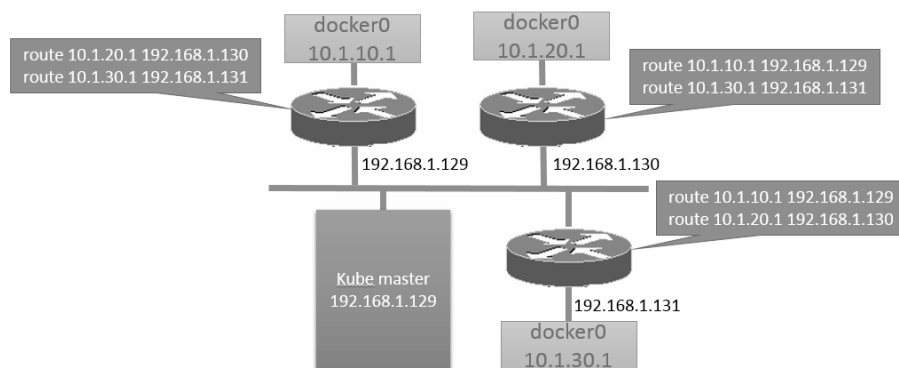 docker0
10.1.10.1
docker0
10.1.20.1
route 10.1.20.1 192.168.1.130
route 10.1.30.1 192.168.1.131
route 10.1.10.1 192.168.1.129
route 10.1.30.1 192.168.1.131
192.168.1.129
192.168.1.130
route 10.1.10.1 192.168.1.129
route 10.1.20.1 192.168.1.130
Kube master
192.168.1.129
192.168.1.131
docker0
10.1.30.1